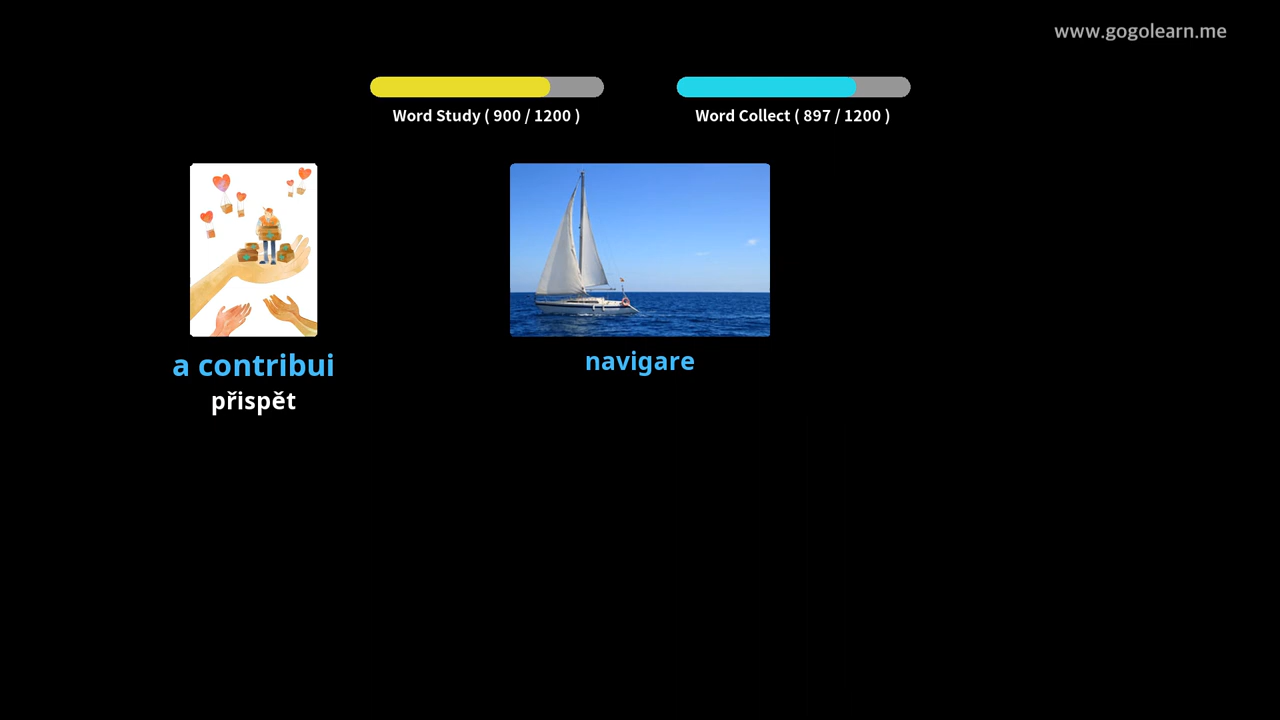 www.gogolearn.me
Word Study ( 900 / 1200 )
Word Collect ( 897 / 1200 )
a contribui
přispět
navigare